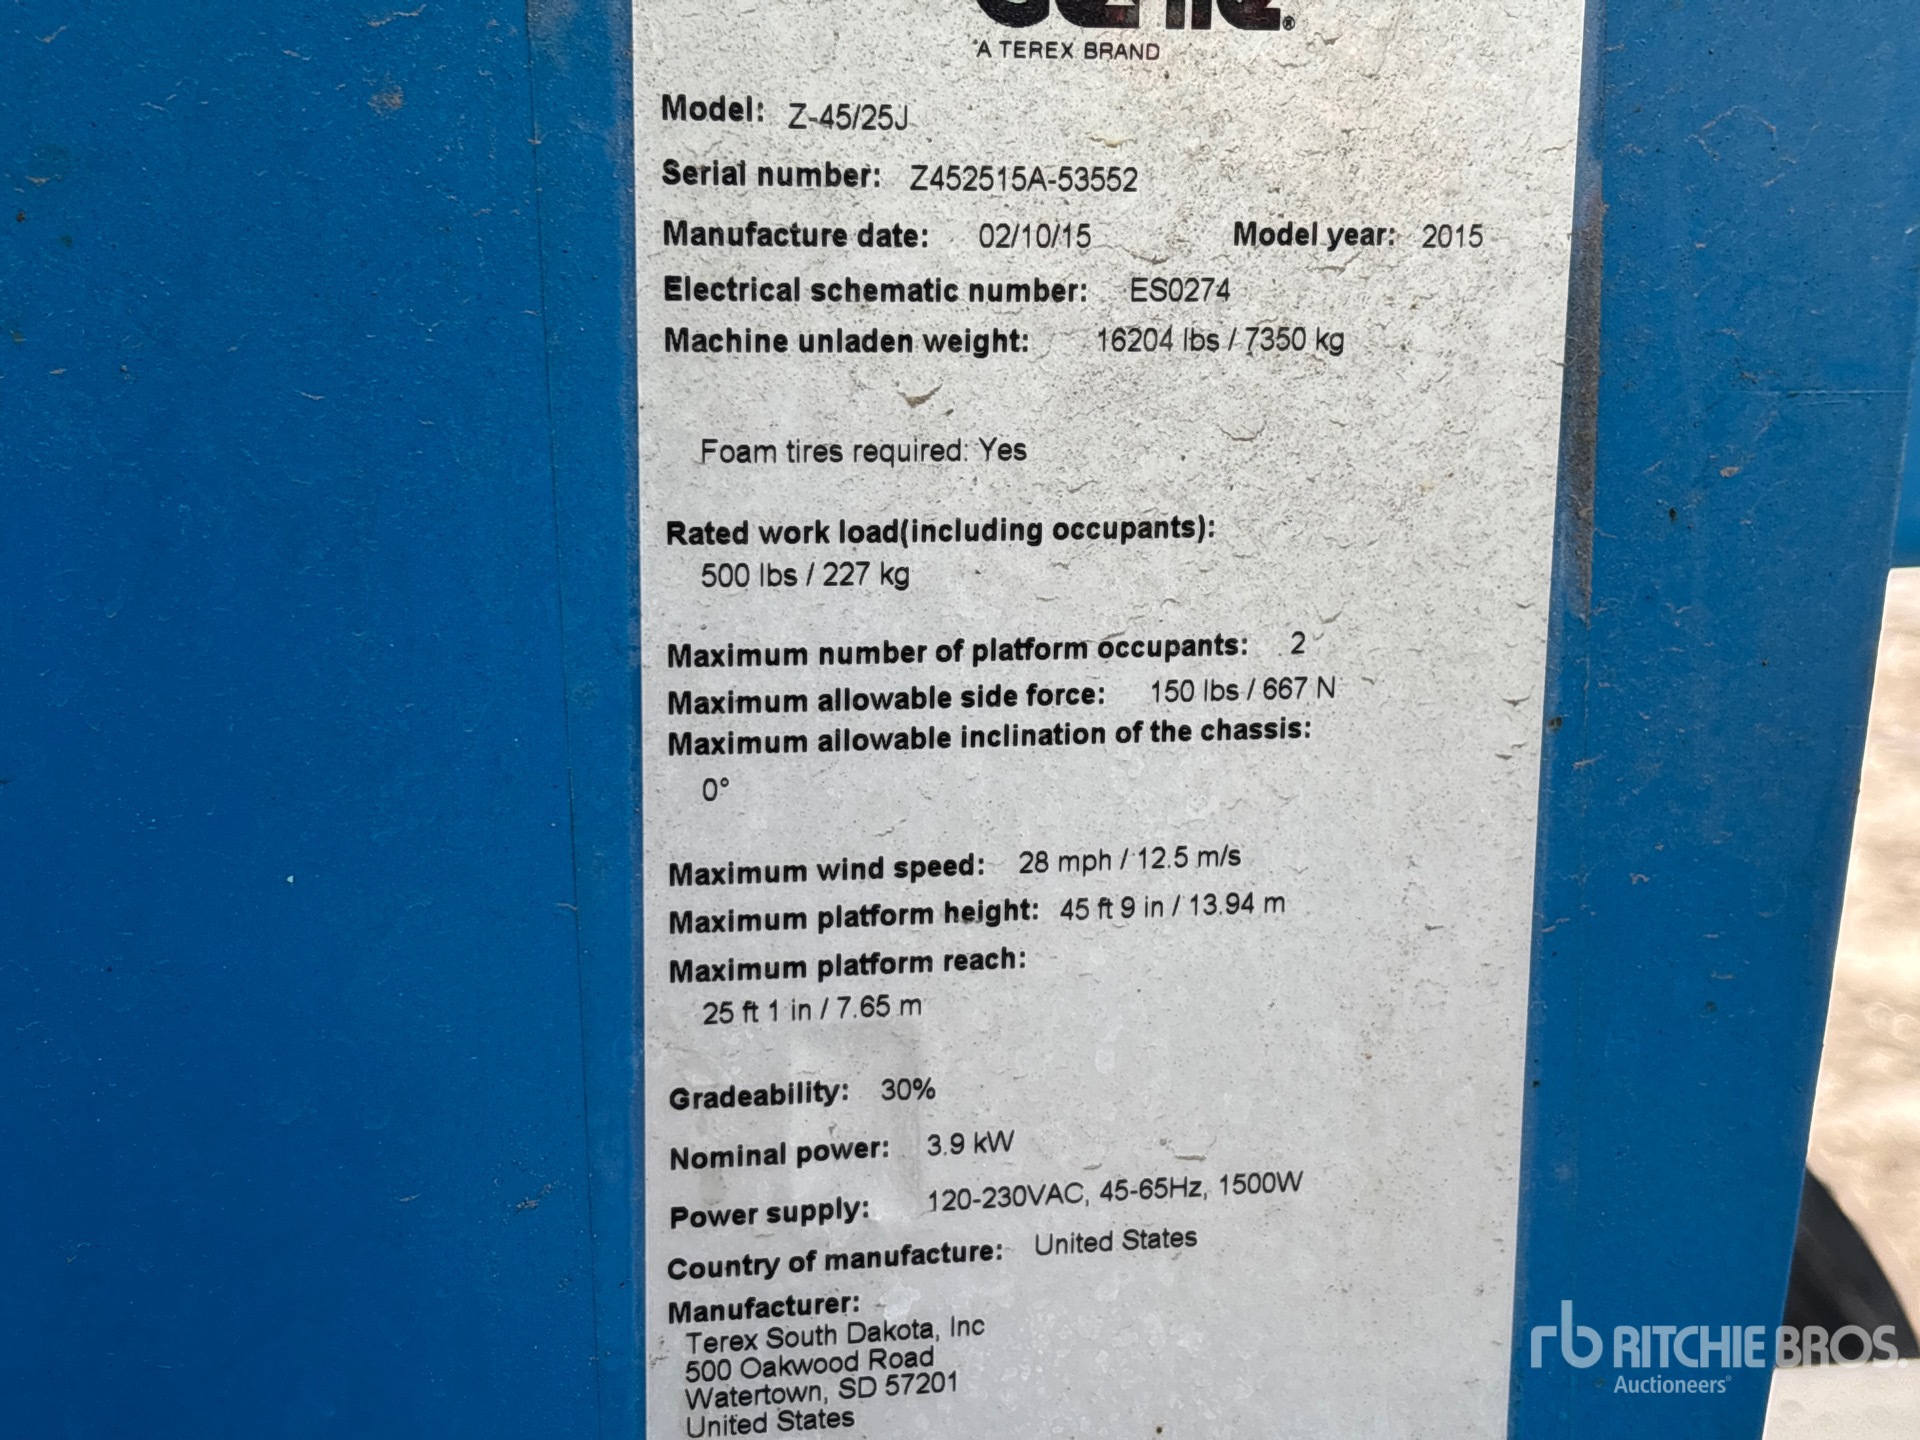 Genie®
A TEREX BRAND
Model: Z-45/25J
Serial number: Z452515A-53552
Manufacture date: 02/10/15 Model year: 2015
Electrical schematic number: ES0274
Machine unladen weight: 16204 lbs / 7350 kg
Foam tires required: Yes
Rated work load(including occupants):
500 lbs / 227 kg
Maximum number of platform occupants: 2
Maximum allowable side force: 150 lbs / 667 N
Maximum allowable inclination of the chassis:
0°
Maximum wind speed: 28 mph / 12.5 m/s
Maximum platform height: 45 ft 9 in / 13.94 m
Maximum platform reach:
25 ft 1 in / 7.65 m
Gradeability: 30%
Nominal power: 3.9 kW
Power supply: 120-230VAC, 45-65Hz, 1500W
Country of manufacture: United States
Manufacturer:
Terex South Dakota, Inc
500 Oakwood Road
Watertown, SD 57201
United States
rb RITCHIE BROS.
Auctioneers®